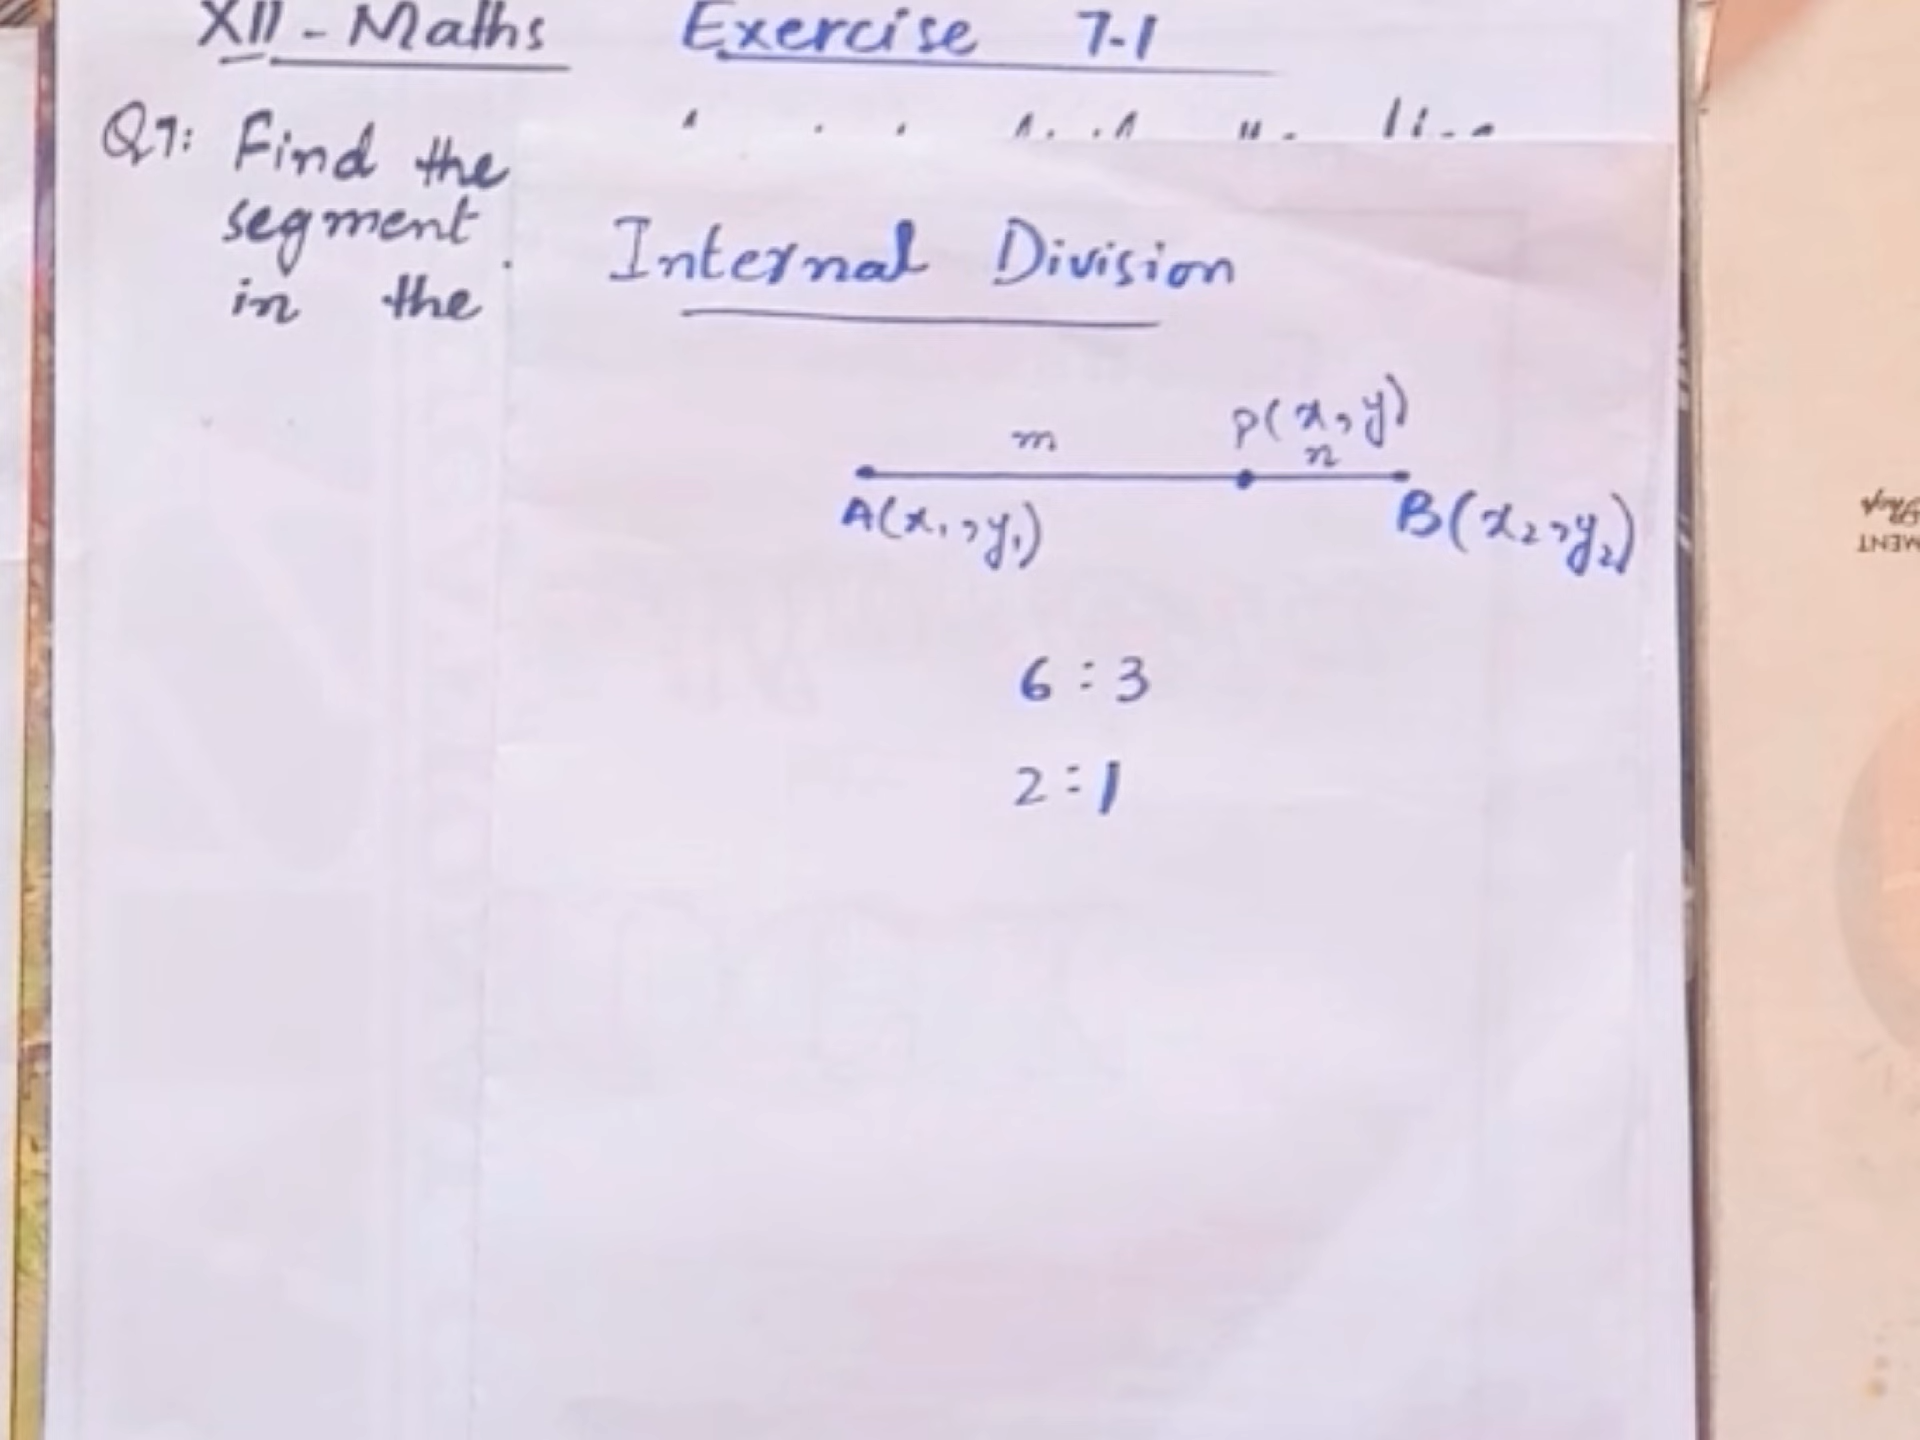 XII - Maths Exercise 7.1
Q7: Find the
segment
in the
Internal Division
m P(x, y)
n
A(x₁, y₁) B(x₂, y₂)
6 : 3
2 : 1